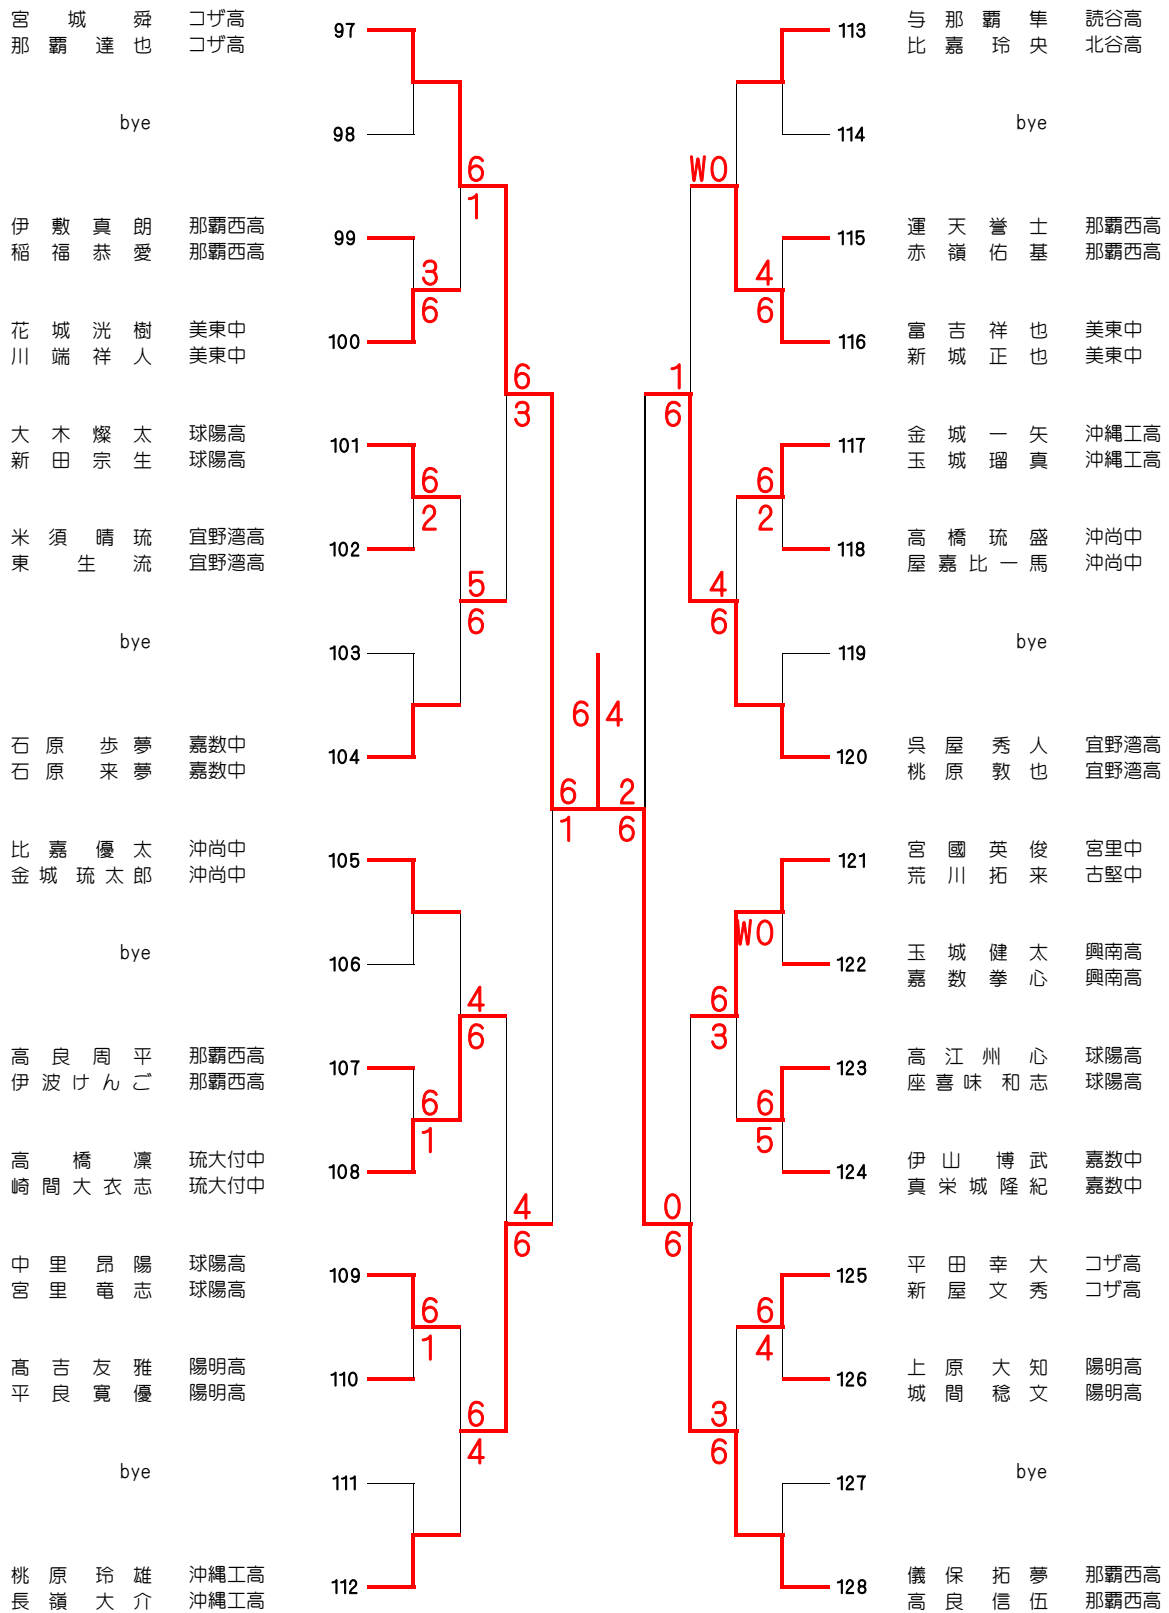 宮城舜 コザ高 97
那覇達也 コザ高
bye 98
6
1
伊敷真朗 那覇西高 99
稲福恭愛 那覇西高
3
6
花城洸樹 美東中 100
川端祥人 美東中
6
3
大木燦太 球陽高 101
新田宗生 球陽高
6
2
米須晴琉 宜野湾高 102
東生流 宜野湾高
5
6
bye 103
石原歩夢 嘉数中 104
石原来夢 嘉数中
6
1
比嘉優太 沖尚中 105
金城琉太郎 沖尚中
bye 106
4
6
高良周平 那覇西高 107
伊波けんご 那覇西高
6
1
高橋凜 琉大付中 108
崎間大衣志 琉大付中
4
6
中里昂陽 球陽高 109
宮里竜志 球陽高
6
1
髙吉友雅 陽明高 110
平良寛優 陽明高
6
4
bye 111
桃原玲雄 沖縄工高 112
長嶺大介 沖縄工高
6 4
113 与那覇隼 読谷高
比嘉玲央 北谷高
114 bye
WO
115 運天誉士 那覇西高
赤嶺佑基 那覇西高
4
6
116 富吉祥也 美東中
新城正也 美東中
1
6
117 金城一矢 沖縄工高
玉城瑠真 沖縄工高
6
2
118 高橋琉盛 沖尚中
屋嘉比一馬 沖尚中
4
6
119 bye
120 呉屋秀人 宜野湾高
桃原敦也 宜野湾高
2
6
121 宮國英俊 宮里中
荒川拓来 古堅中
WO
122 玉城健太 興南高
嘉数拳心 興南高
6
3
123 高江州心 球陽高
座喜味和志 球陽高
6
5
124 伊山博武 嘉数中
真栄城隆紀 嘉数中
0
6
125 平田幸大 コザ高
新屋文秀 コザ高
6
4
126 上原大知 陽明高
城間稔文 陽明高
3
6
127 bye
128 儀保拓夢 那覇西高
高良信伍 那覇西高